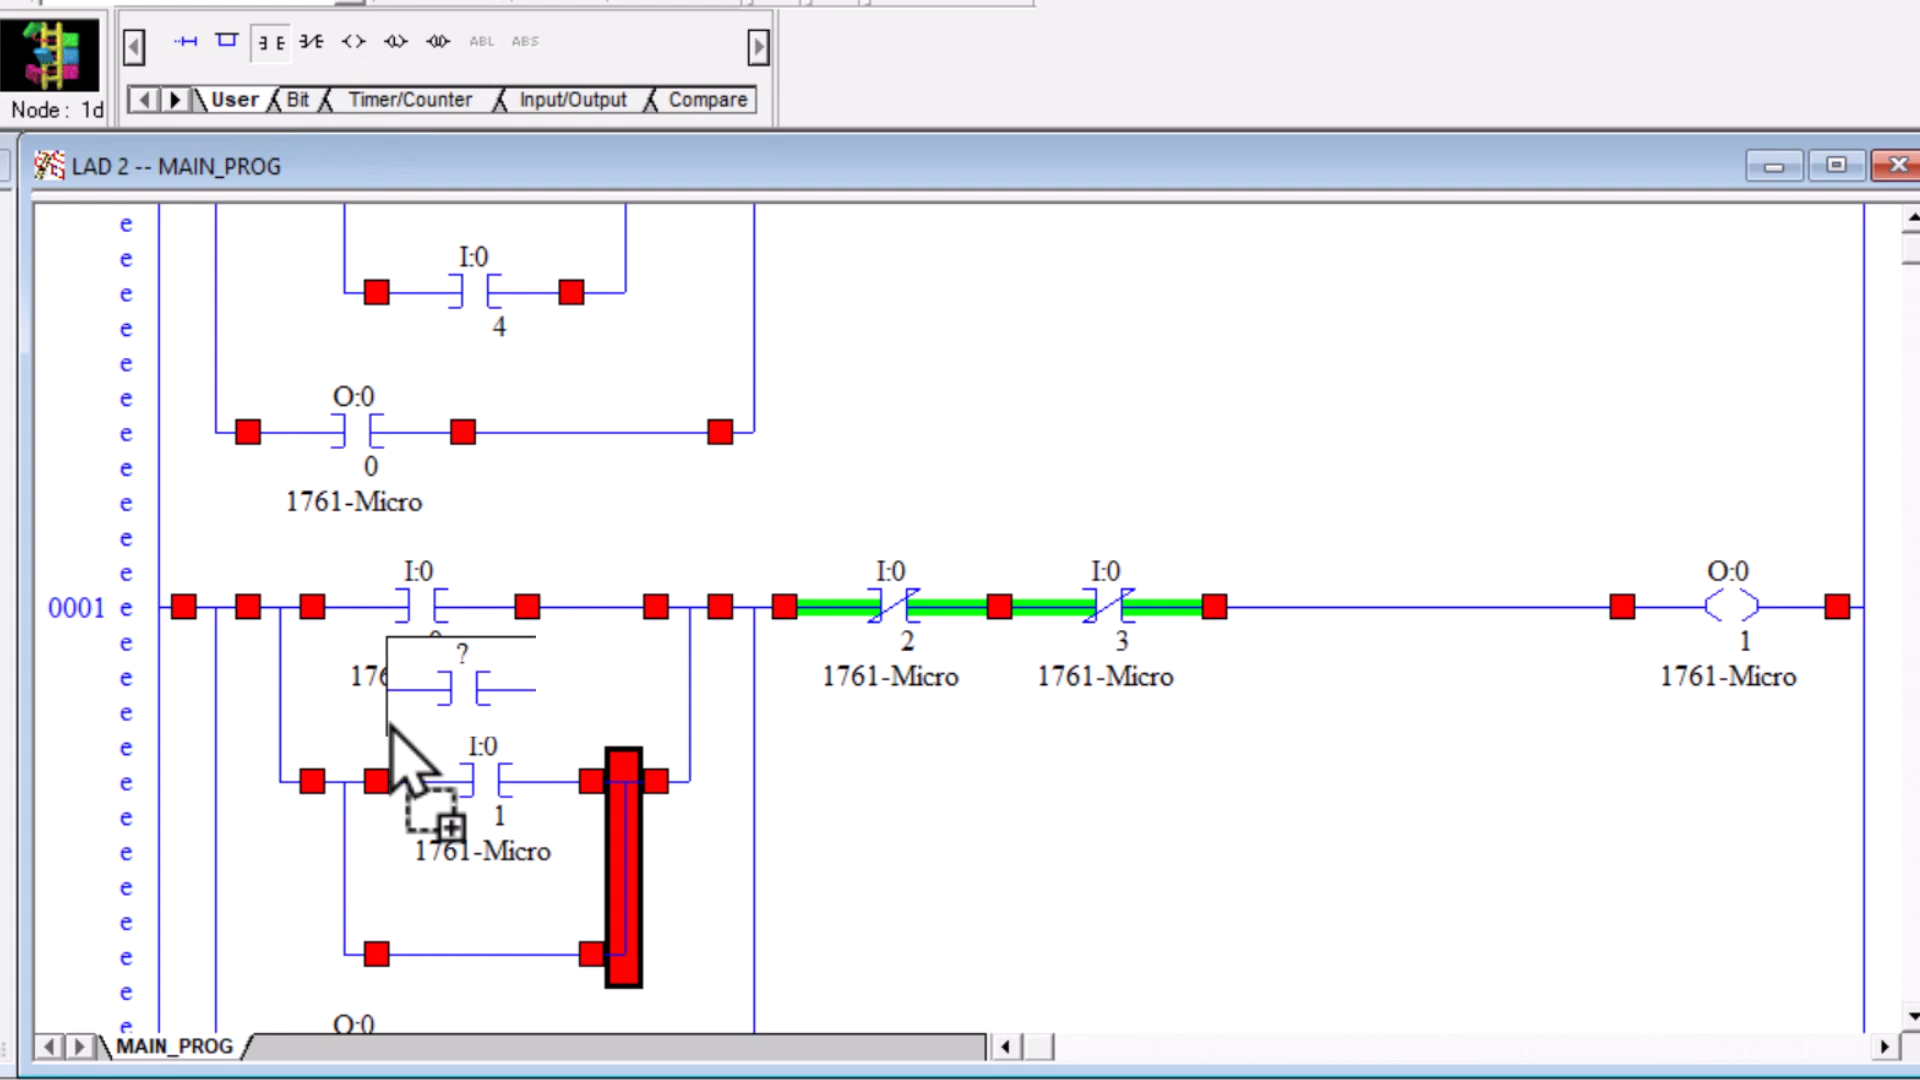 ABL ABS
Node : 1d
User Bit Timer/Counter Input/Output Compare
LAD 2 -- MAIN_PROG
e
e
I:0
e
e
4
e
O:0
e
e
0
e
1761-Micro
e
e
I:0 I:0 I:0 O:0
0001 e
e
? 2 3 1
176 1761-Micro 1761-Micro 1761-Micro
e
e
I:0
e
e
1
e
1761-Micro
e
e
e
e
e
O:0
e
MAIN_PROG